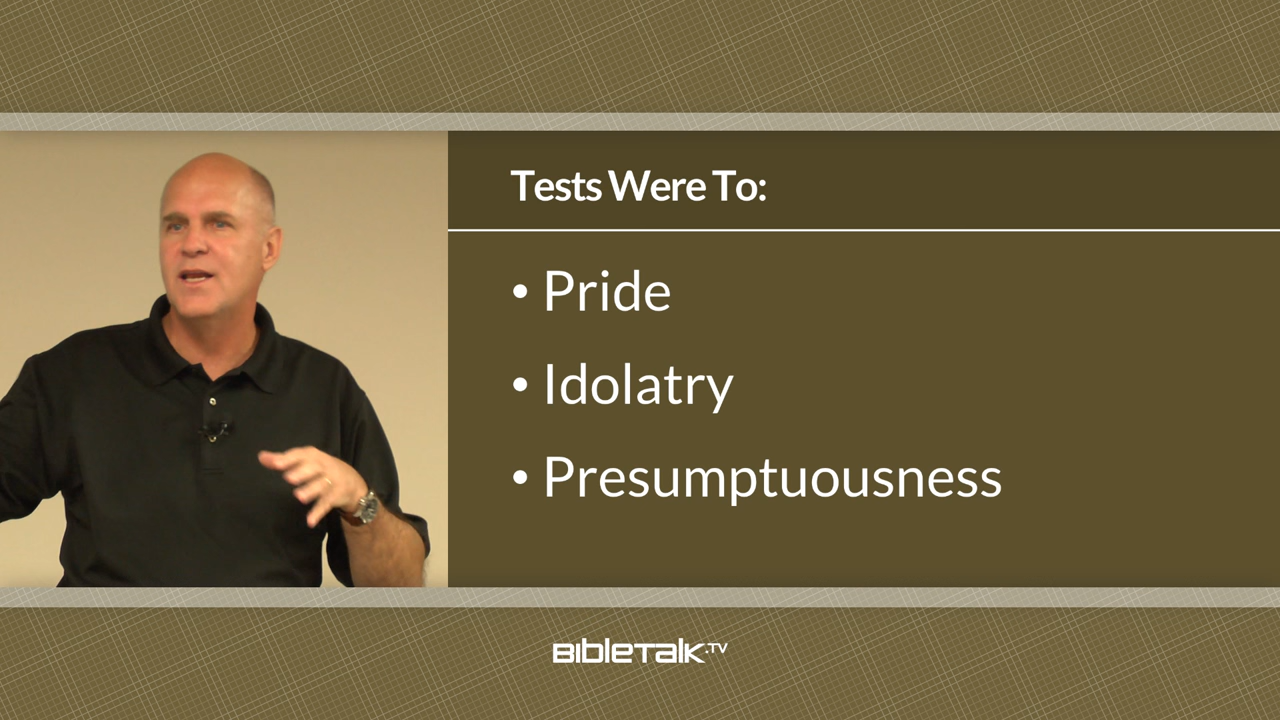 Tests Were To:
• Pride
• Idolatry
• Presumptuousness
BIBLETALK.TV